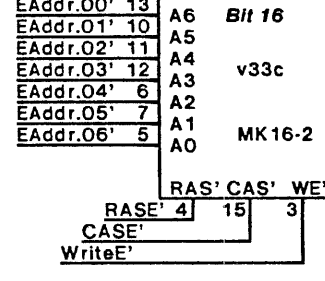 EAddr.00' 13 A6 Bit 16
EAddr.01' 10 A5
EAddr.02' 11 A4
EAddr.03' 12 A3 v33c
EAddr.04' 6 A2
EAddr.05' 7 A1
EAddr.06' 5 A0 MK16-2
RAS' CAS' WE'
RASE' 4 15 3
CASE'
WriteE'